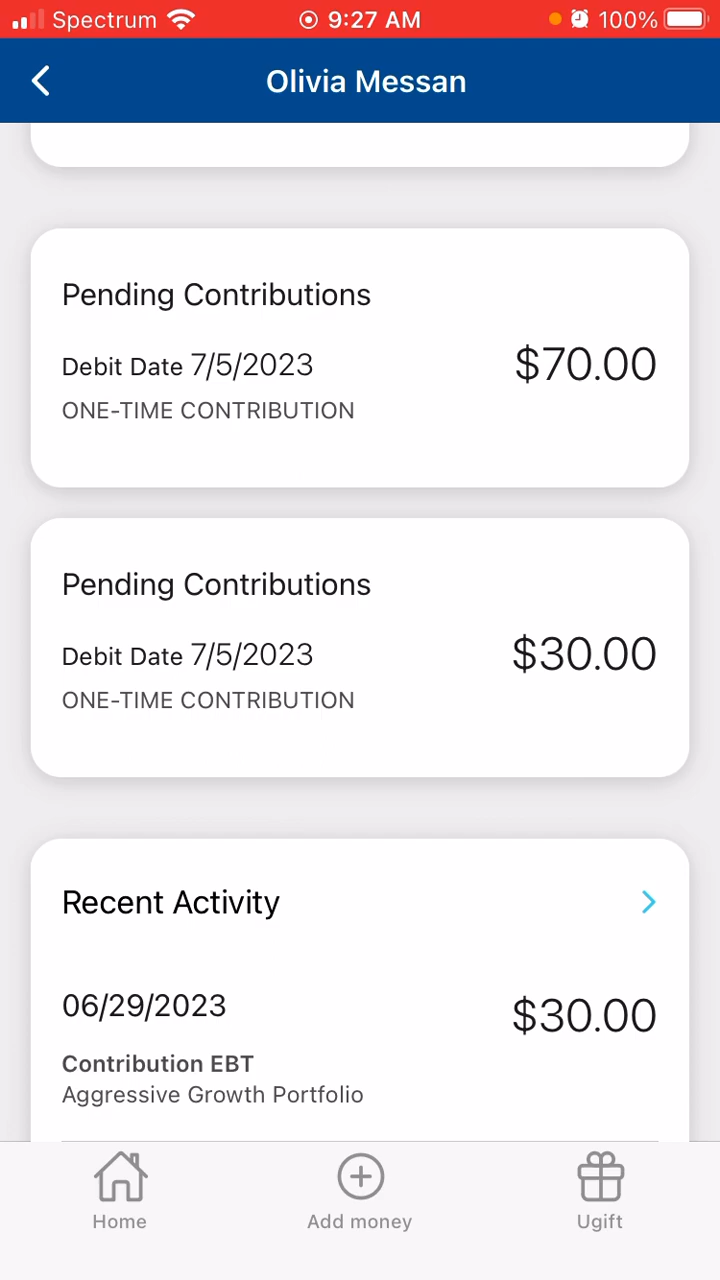 Spectrum 9:27 AM 100%
Olivia Messan
Pending Contributions
Debit Date 7/5/2023 $70.00
ONE-TIME CONTRIBUTION
Pending Contributions
Debit Date 7/5/2023 $30.00
ONE-TIME CONTRIBUTION
Recent Activity
06/29/2023 $30.00
Contribution EBT
Aggressive Growth Portfolio
Home Add money Ugift